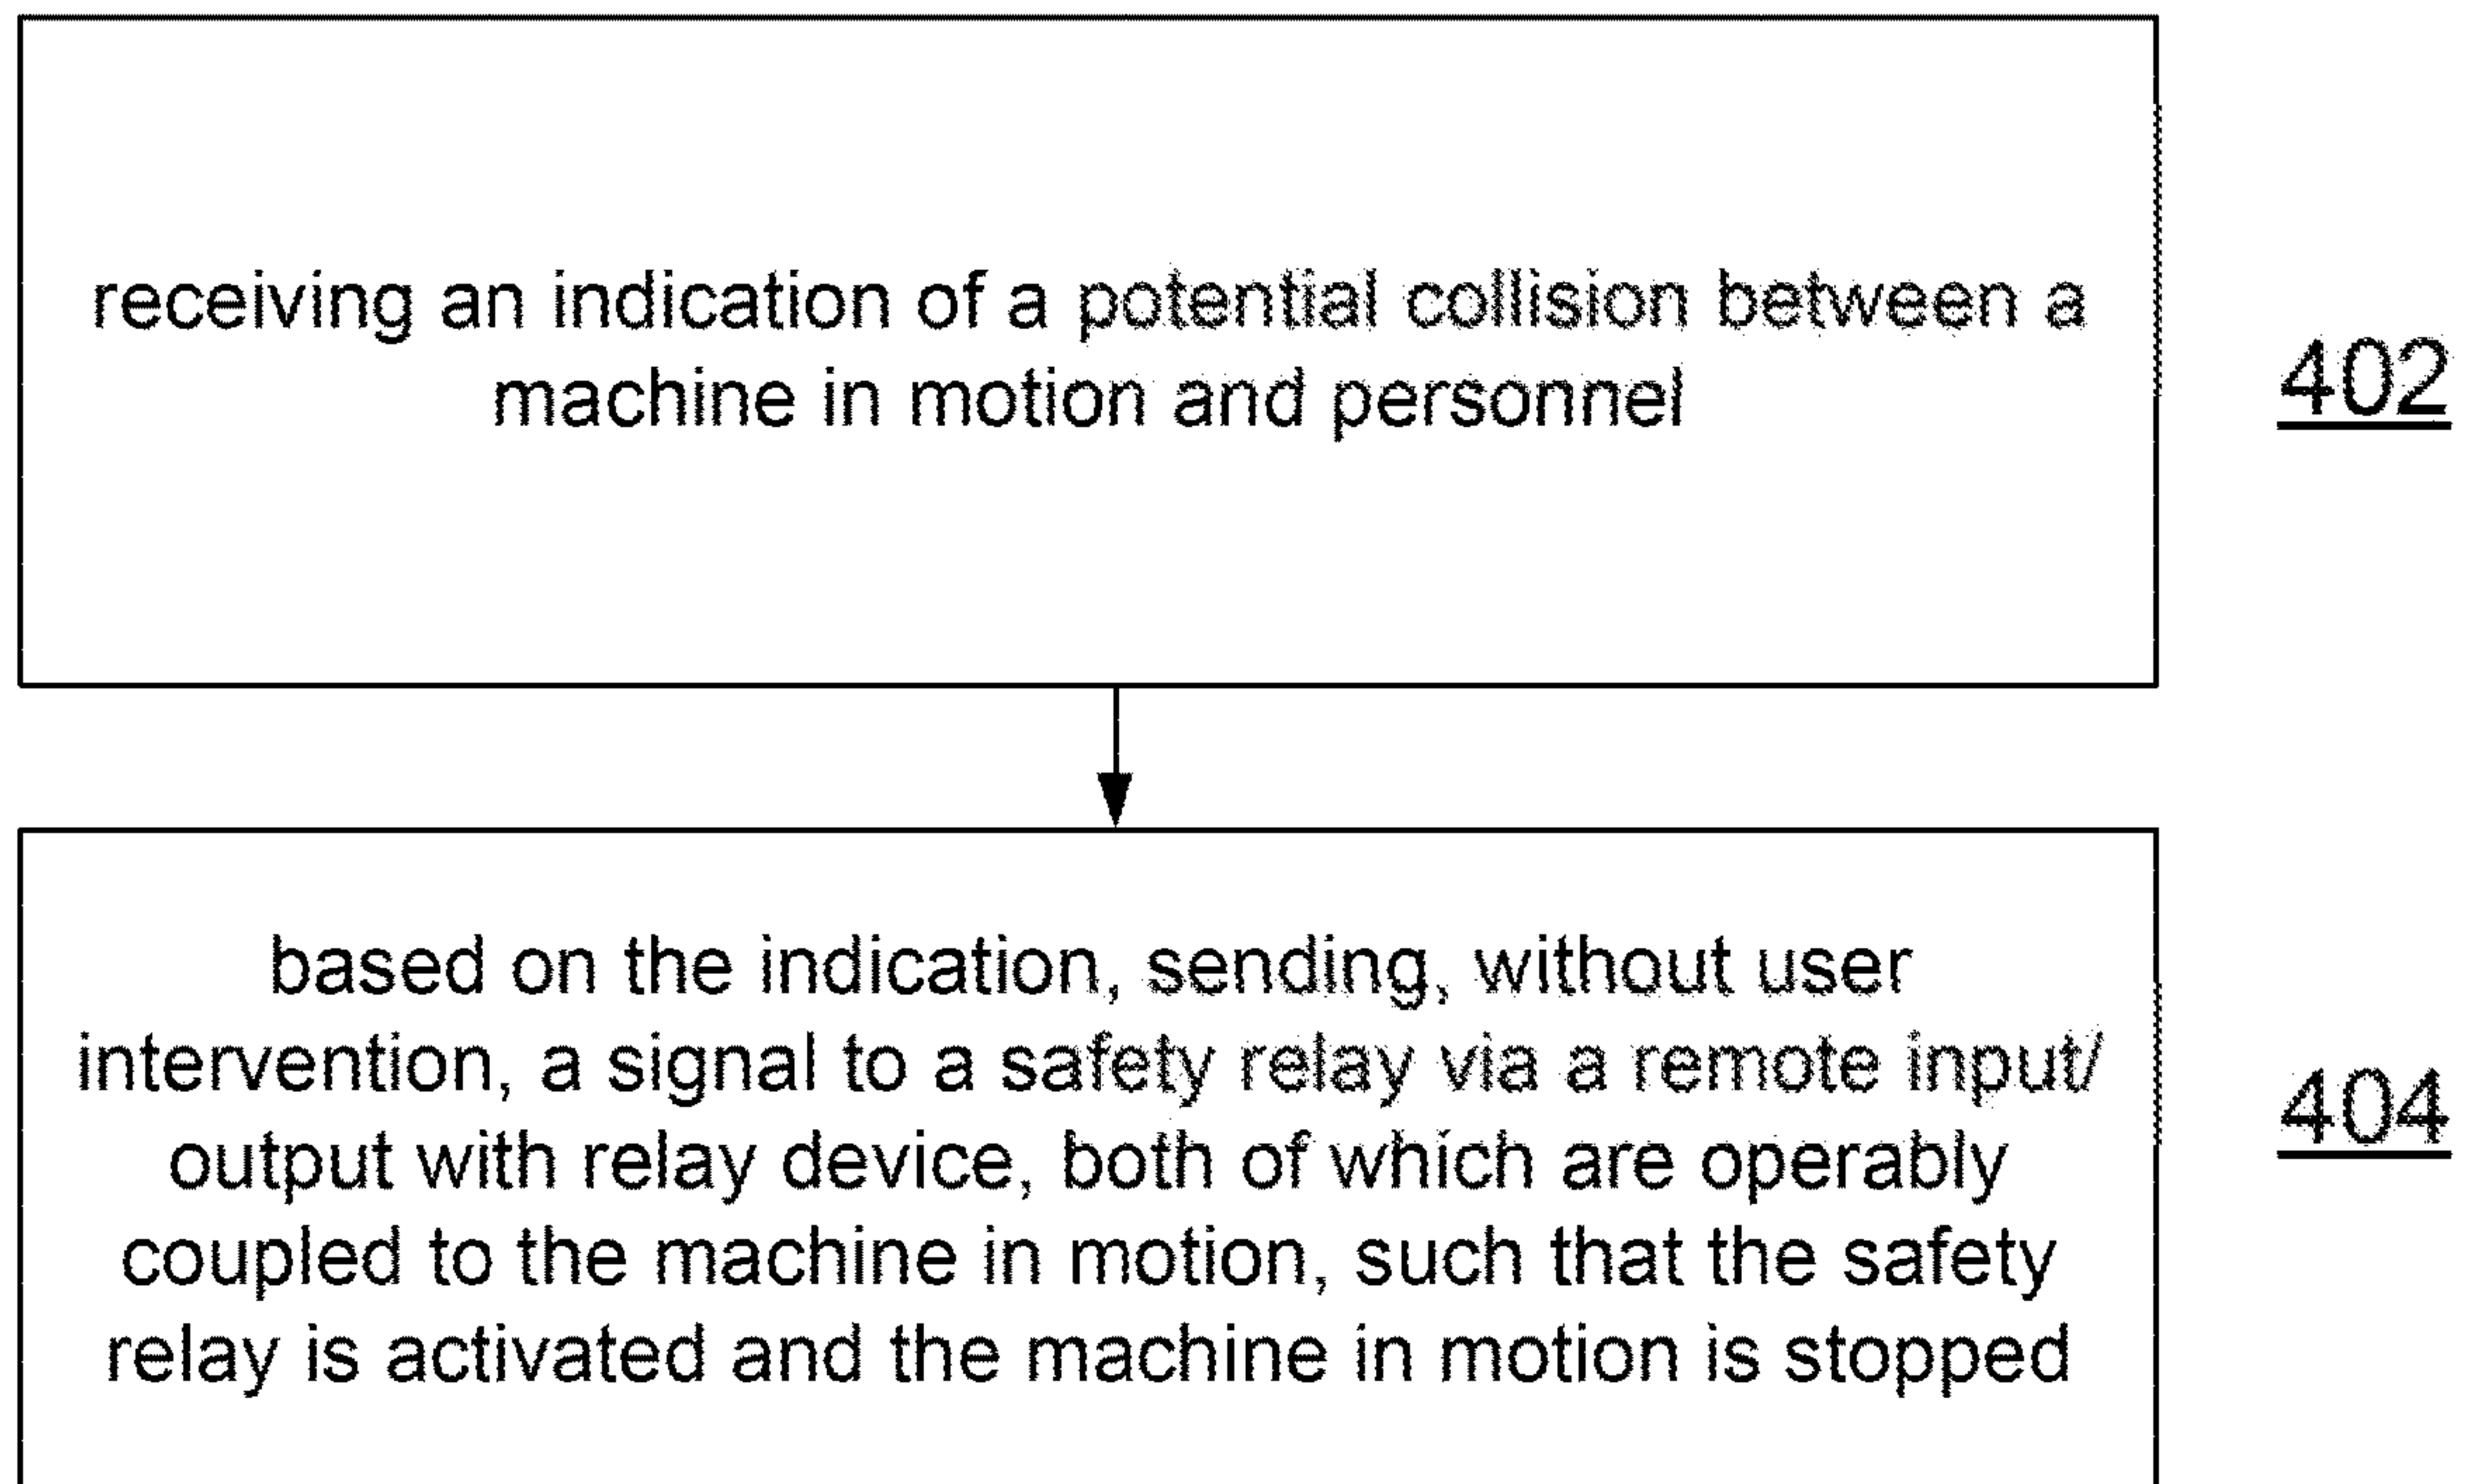 receiving an indication of a potential collision between a
machine in motion and personnel
402
based on the indication, sending, without user
intervention, a signal to a safety relay via a remote input/
output with relay device, both of which are operably
coupled to the machine in motion, such that the safety
relay is activated and the machine in motion is stopped
404